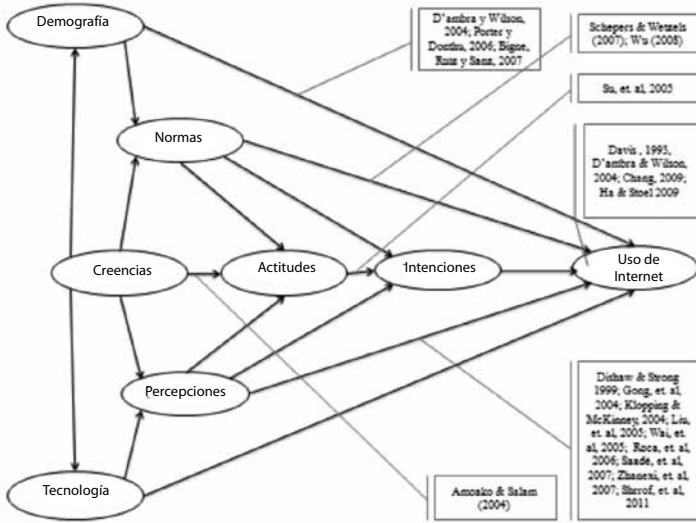 Demografía
D'ambra y Wilson,
2004; Porter y
Donthu, 2006; Bigne,
Ruiz y Sanz, 2007
Schepers & Wetzels
(2007); Wu (2008)
Su, et. al, 2005
Normas
Davis , 1993,
D'ambra & Wilson,
2004; Chang, 2009;
Ha & Stoel 2009
Creencias
Actitudes
Intenciones
Uso de
Internet
Percepciones
Dishaw & Strong
1999; Gong, et. al,
2004; Klopping &
McKinney, 2004; Liu,
et. al, 2005; Wai, et.
al, 2005; Roca, et. al,
2006; Saade, et. al,
2007; Zhanexi, et. al,
2007; Shrrof, et. al,
2011
Tecnología
Amoako & Salam
(2004)